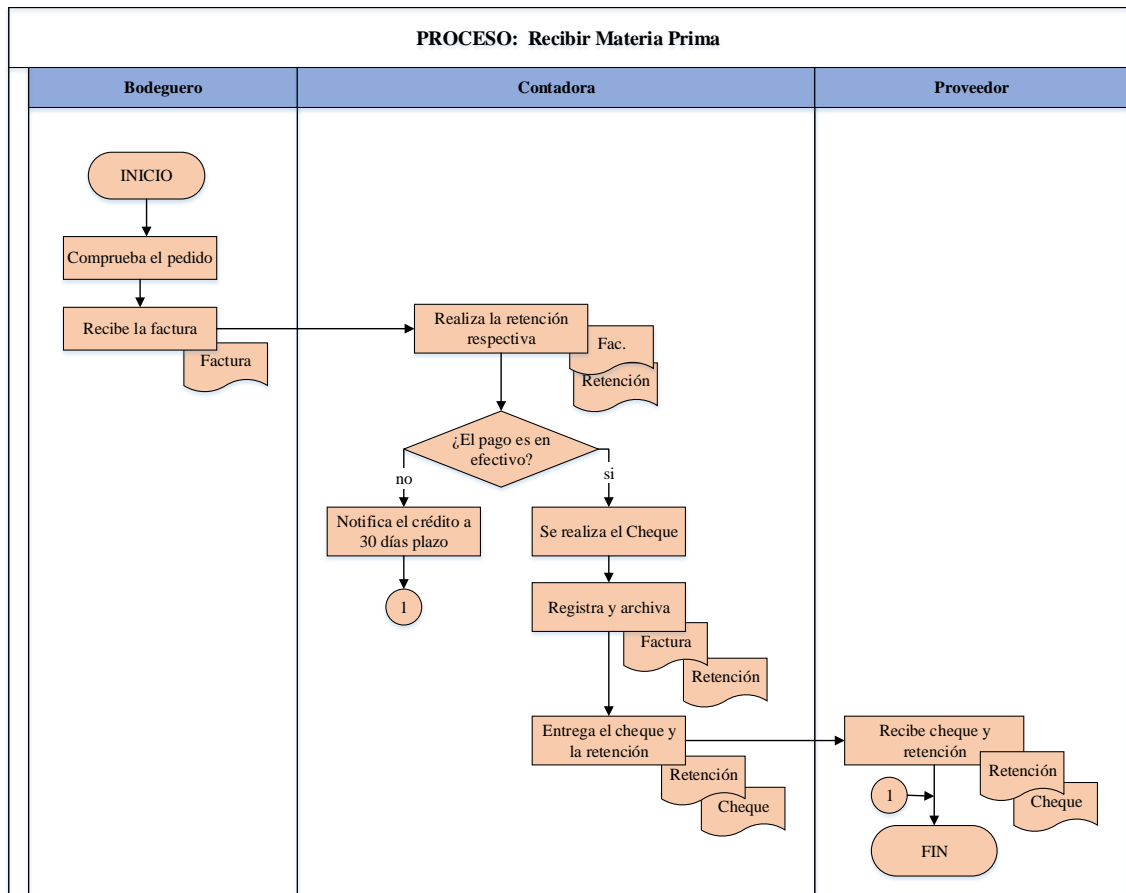 PROCESO: Recibir Materia Prima
Bodeguero
Contadora
Proveedor
INICIO
Comprueba el pedido
Recibe la factura
Factura
Realiza la retención
respectiva
Fac.
Retención
¿El pago es en
efectivo?
no
si
Notifica el crédito a
30 días plazo
1
Se realiza el Cheque
Registra y archiva
Factura
Retención
Entrega el cheque y
la retención
Retención
Cheque
Recibe cheque y
retención
Retención
Cheque
1
FIN